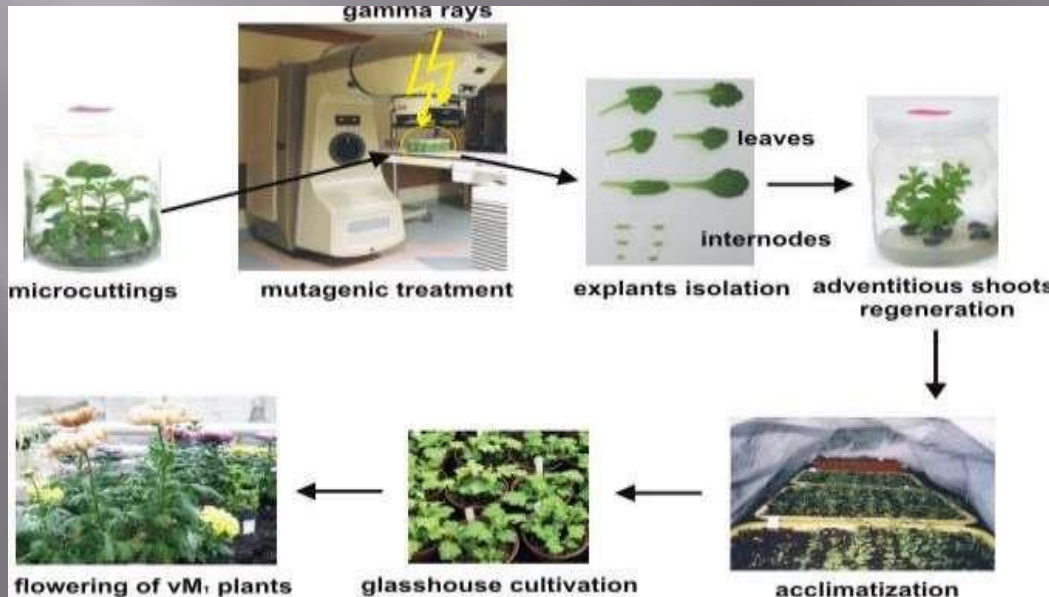 gamma rays
leaves
internodes
microcuttings
mutagenic treatment
explants isolation
adventitious shoots
regeneration
flowering of vM₁ plants
glasshouse cultivation
acclimatization